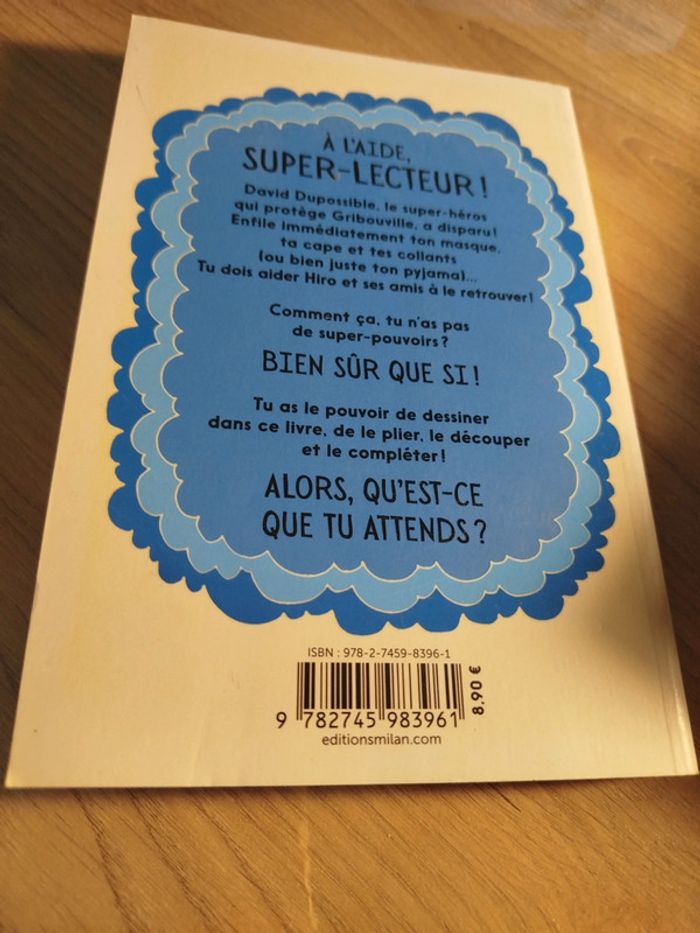 À L'AIDE,
SUPER-LECTEUR !
David Dupossible, le super-héros
qui protège Gribouville, a disparu !
Enfile immédiatement ton masque,
ta cape et tes collants
(ou bien juste ton pyjama)...
Tu dois aider Hiro et ses amis à le retrouver !
Comment ça, tu n'as pas
de super-pouvoirs ?
BIEN SÛR QUE SI !
Tu as le pouvoir de dessiner
dans ce livre, de le plier, le découper
et le compléter !
ALORS, QU'EST-CE
QUE TU ATTENDS ?
ISBN : 978-2-7459-8396-1
8,90 €
9 782745 983961
editionsmilan.com